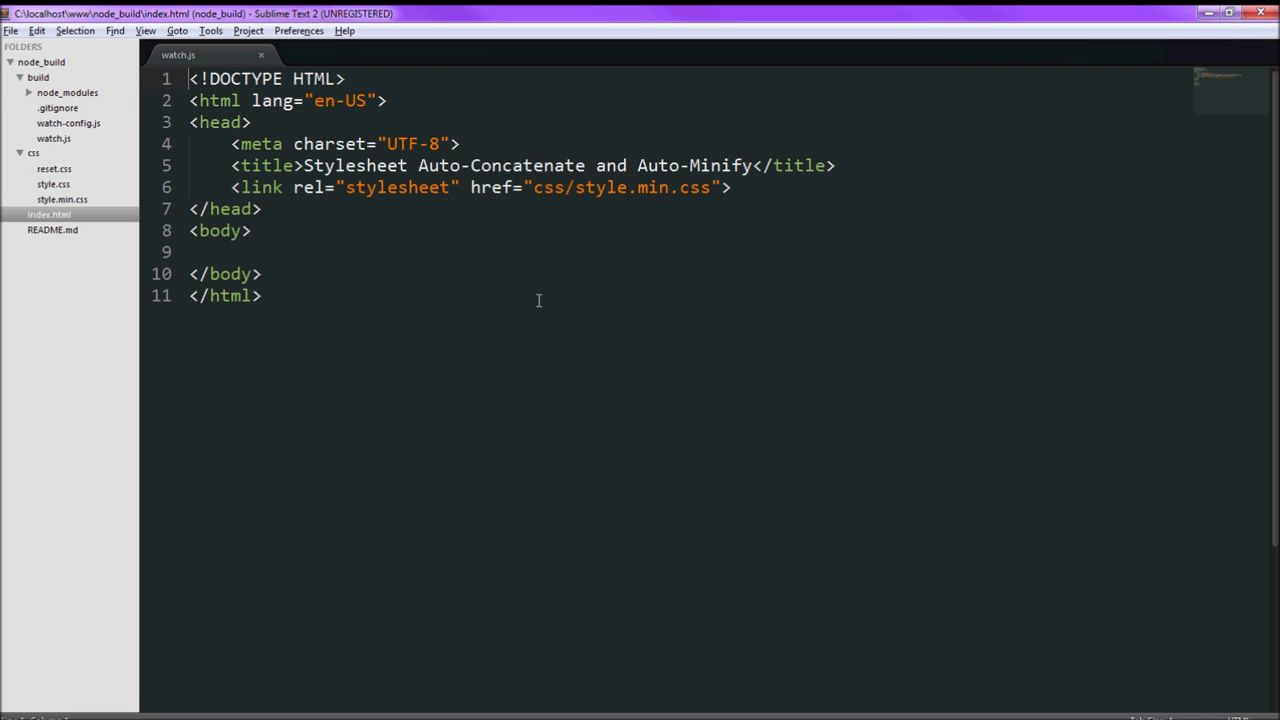 C:\localhost\www\node_build\index.html (node_build) - Sublime Text 2 (UNREGISTERED)
File Edit Selection Find View Goto Tools Project Preferences Help
FOLDERS
node_build
build
node_modules
.gitignore
watch-config.js
watch.js
css
reset.css
style.css
style.min.css
index.html
README.md
watch.js
1 <!DOCTYPE HTML>
2 <html lang="en-US">
3 <head>
4 <meta charset="UTF-8">
5 <title>Stylesheet Auto-Concatenate and Auto-Minify</title>
6 <link rel="stylesheet" href="css/style.min.css">
7 </head>
8 <body>
9
10 </body>
11 </html>